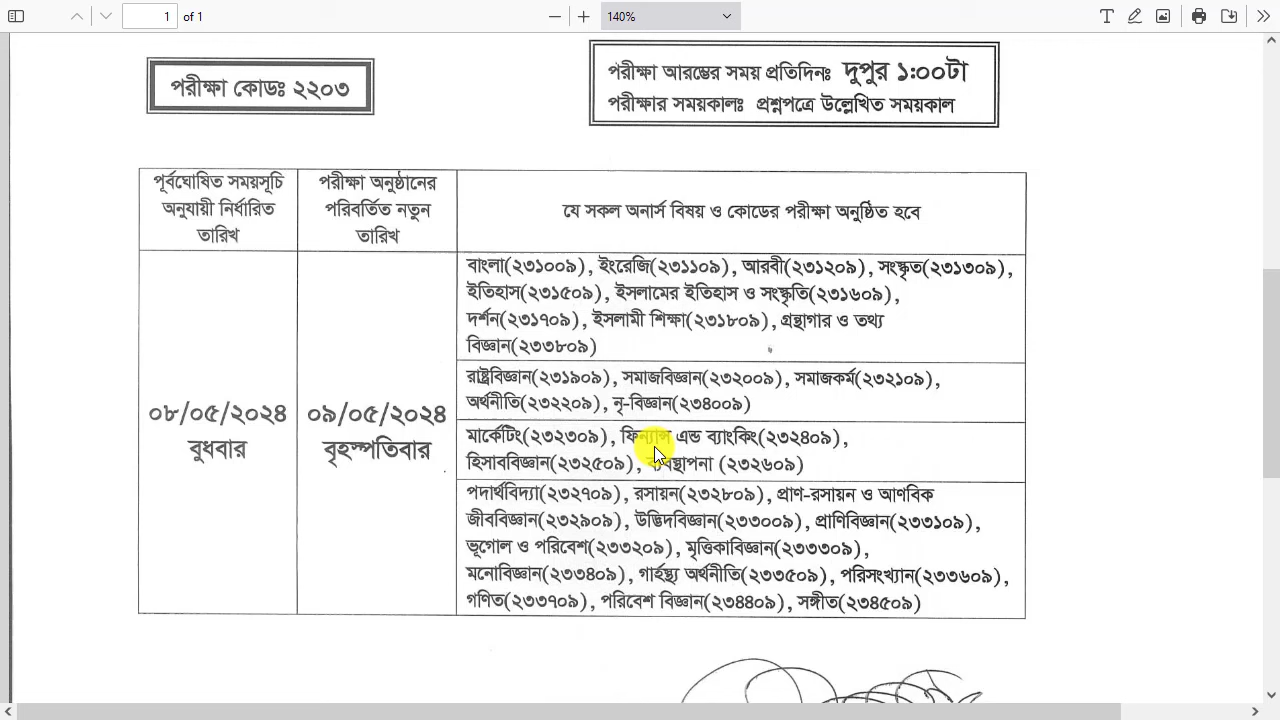 1 of 1
140%
পরীক্ষা কোডঃ ২২০৩
পরীক্ষা আরম্ভের সময় প্রতিদিনঃ দুপুর ১:০০টা
পরীক্ষার সময়কালঃ প্রশ্নপত্রে উল্লেখিত সময়কাল
পূর্বঘোষিত সময়সূচি
অনুযায়ী নির্ধারিত
তারিখ
পরীক্ষা অনুষ্ঠানের
পরিবর্তিত নতুন
তারিখ
যে সকল অনার্স বিষয় ও কোডের পরীক্ষা অনুষ্ঠিত হবে
০৮/০৫/২০২৪
বুধবার
০৯/০৫/২০২৪
বৃহস্পতিবার
বাংলা(২৩১০০৯), ইংরেজি(২৩১১০৯), আরবী(২৩১২০৯), সংস্কৃত(২৩১৩০৯),
ইতিহাস(২৩১৫০৯), ইসলামের ইতিহাস ও সংস্কৃতি(২৩১৬০৯),
দর্শন(২৩১৭০৯), ইসলামী শিক্ষা(২৩১৮০৯), গ্রন্থাগার ও তথ্য
বিজ্ঞান(২৩৩৮০৯)
রাষ্ট্রবিজ্ঞান(২৩১৯০৯), সমাজবিজ্ঞান(২৩২০০৯), সমাজকর্ম(২৩২১০৯),
অর্থনীতি(২৩২২০৯), নৃ-বিজ্ঞান(২৩৪০০৯)
মার্কেটিং(২৩২৩০৯), ফিন্যান্স এন্ড ব্যাংকিং(২৩২৪০৯),
হিসাববিজ্ঞান(২৩২৫০৯), ব্যবস্থাপনা (২৩২৬০৯)
পদার্থবিদ্যা(২৩২৭০৯), রসায়ন(২৩২৮০৯), প্রাণ-রসায়ন ও আণবিক
জীববিজ্ঞান(২৩২৯০৯), উদ্ভিদবিজ্ঞান(২৩৩০০৯), প্রাণিবিজ্ঞান(২৩৩১০৯),
ভূগোল ও পরিবেশ(২৩৩২০৯), মৃত্তিকাবিজ্ঞান(২৩৩৩০৯),
মনোবিজ্ঞান(২৩৩৪০৯), গার্হস্থ্য অর্থনীতি(২৩৩৫০৯), পরিসংখ্যান(২৩৩৬০৯),
গণিত(২৩৩৭০৯), পরিবেশ বিজ্ঞান(২৩৪৪০৯), সঙ্গীত(২৩৪৫০৯)